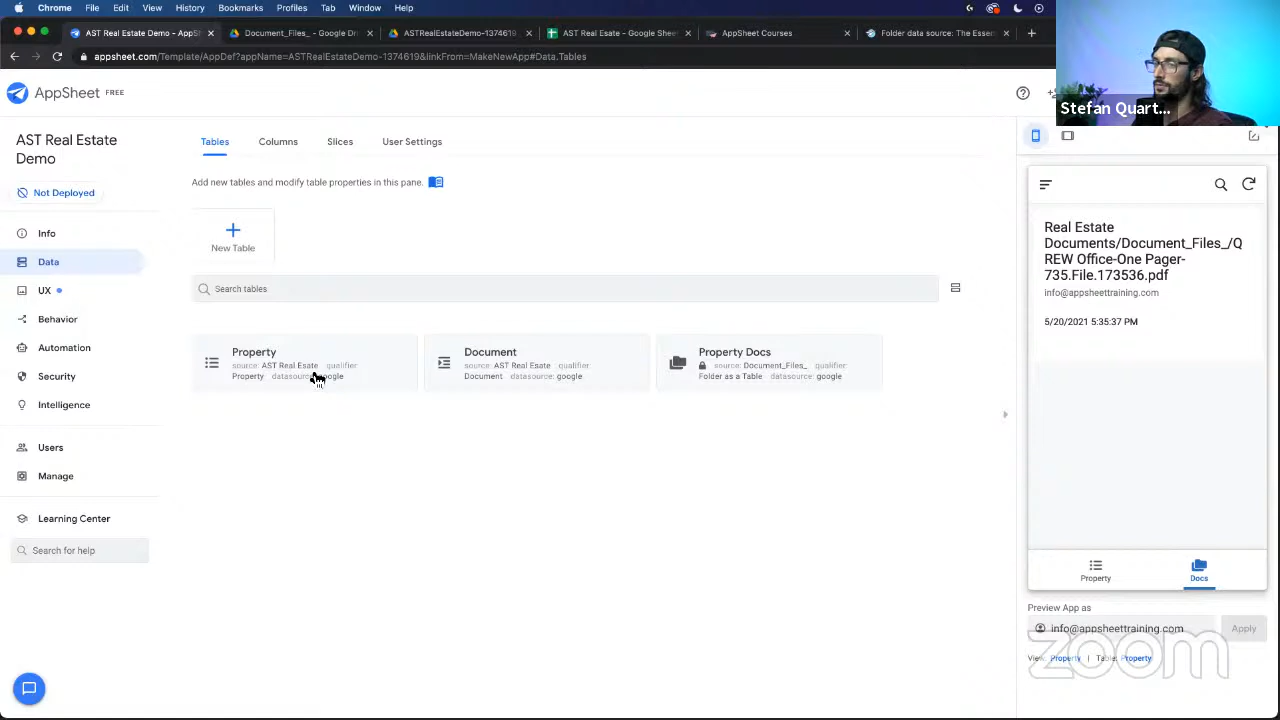 Chrome File Edit View History Bookmarks Profiles Tab Window Help
AST Real Estate Demo - AppS × Document_Files_ - Google Dri × ASTRealEstateDemo-1374619 × AST Real Esate - Google Shee × AppSheet Courses × Folder data source: The Essen ×
appsheet.com/Template/AppDef?appName=ASTRealEstateDemo-1374619&linkFrom=MakeNewApp#Data.Tables
AppSheet FREE
Stefan Quart...
AST Real Estate
Demo
Not Deployed
Info
Data
UX
Behavior
Automation
Security
Intelligence
Users
Manage
Learning Center
Search for help
Tables Columns Slices User Settings
Add new tables and modify table properties in this pane.
+
New Table
Search tables
Property
source: AST Real Esate qualifier
Property datasource: google
Document
source: AST Real Esate qualifier
Document datasource: google
Property Docs
source: Document_Files_ qualifier
Folder as a Table datasource: google
Real Estate
Documents/Document_Files_/Q
REW Office-One Pager-
735.File.173536.pdf
info@appsheettraining.com
5/20/2021 5:35:37 PM
Property Docs
Preview App as
info@appsheettraining.com Apply
View: Property | Table: Property
zoom